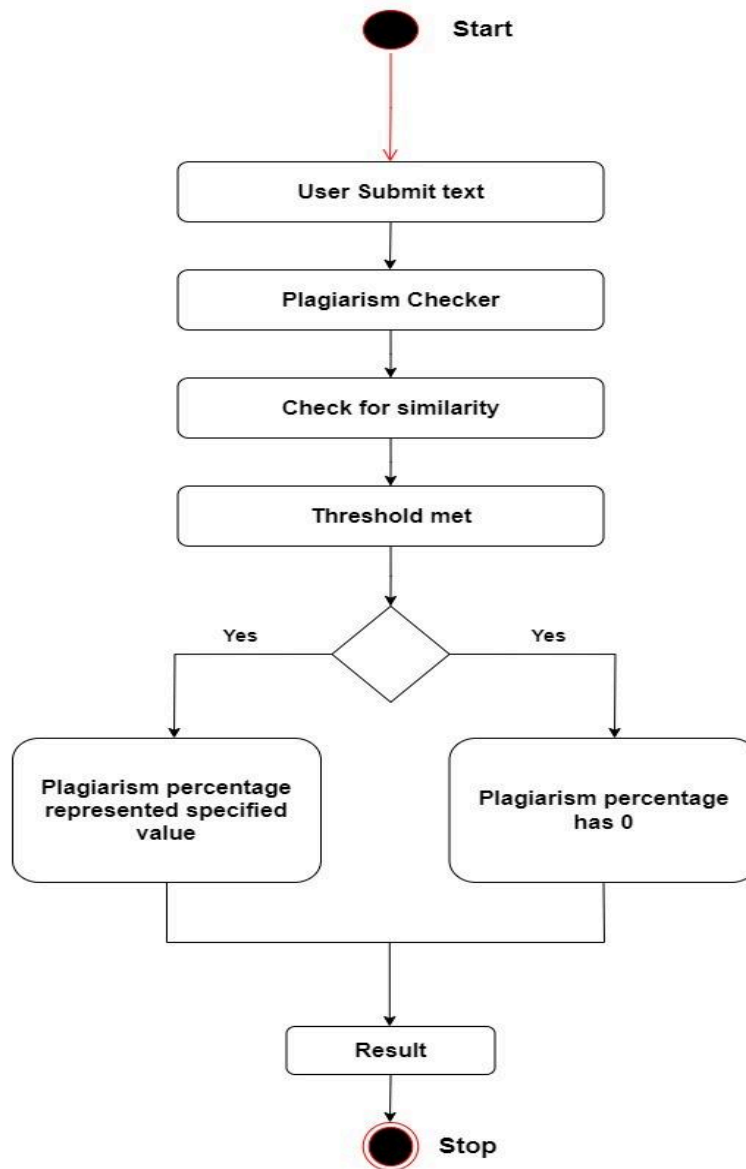 Start
User Submit text
Plagiarism Checker
Check for similarity
Threshold met
Yes
Yes
Plagiarism percentage
represented specified
value
Plagiarism percentage
has 0
Result
Stop